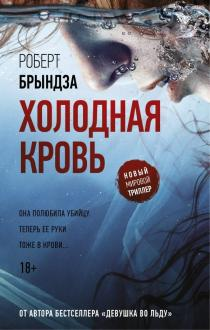 РОБЕРТ
БРЫНДЗА
ХОЛОДНАЯ
КРОВЬ
НОВЫЙ
МИРОВОЙ
ТРИЛЛЕР
ОНА ПОЛЮБИЛА УБИЙЦУ.
ТЕПЕРЬ ЕЕ РУКИ
ТОЖЕ В КРОВИ...
18+
ОТ АВТОРА БЕСТСЕЛЛЕРА «ДЕВУШКА ВО ЛЬДУ»